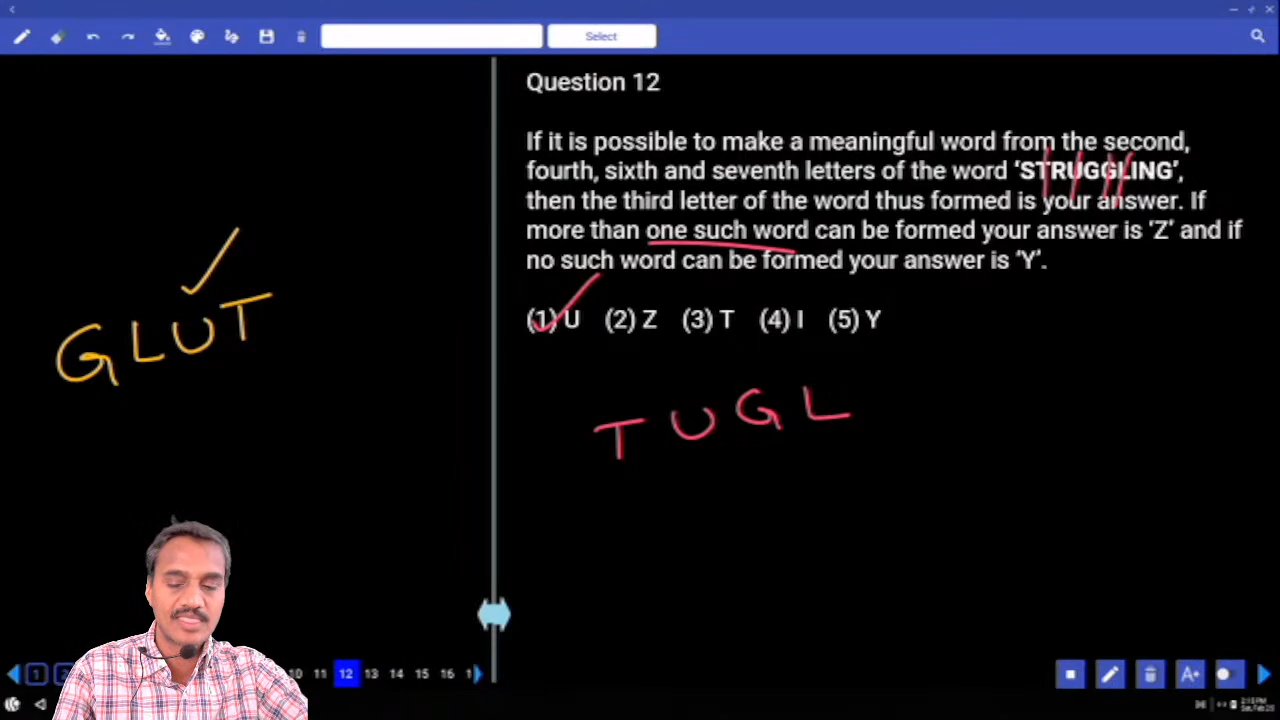 Select
Question 12
If it is possible to make a meaningful word from the second,
fourth, sixth and seventh letters of the word ‘STRUGGLING’,
then the third letter of the word thus formed is your answer. If
more than one such word can be formed your answer is ‘Z’ and if
no such word can be formed your answer is ‘Y’.
(1) U (2) Z (3) T (4) I (5) Y
GLUT
TUGL
1 2 10 11 12 13 14 15 16 1
A+